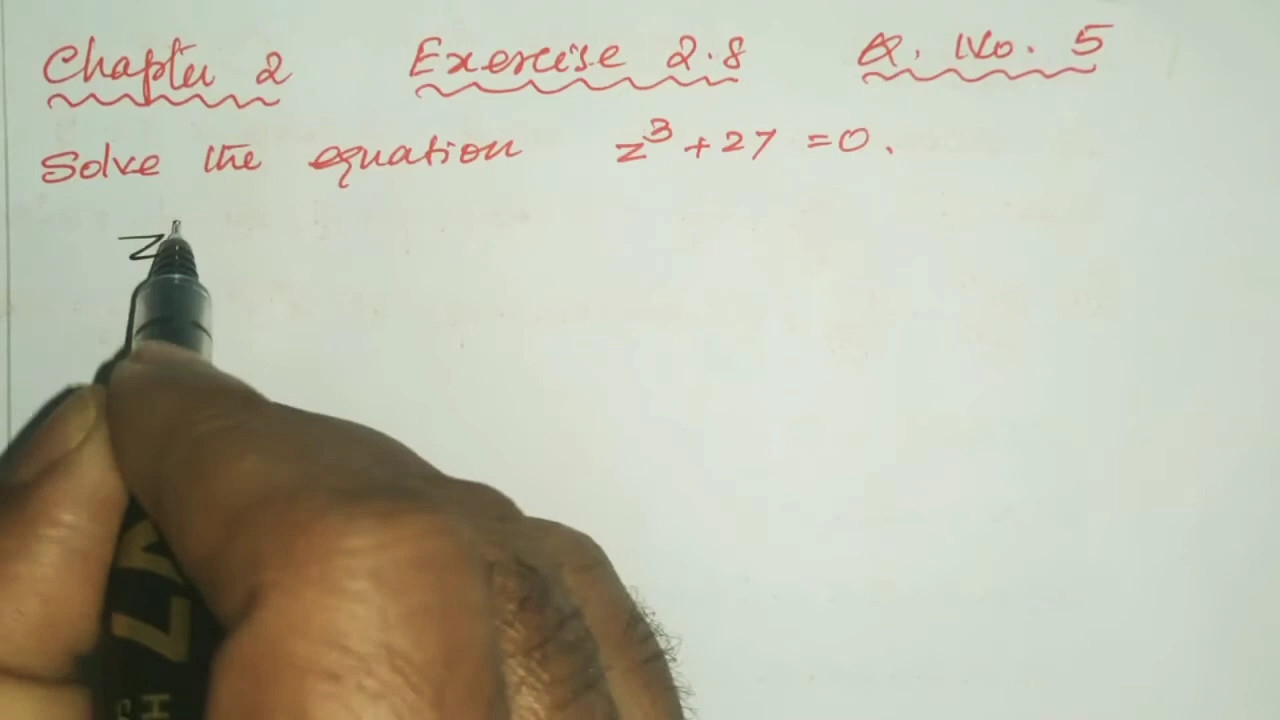 Chapter 2 Exercise 2.8 Q. No. 5
Solve the equation z³ + 27 = 0.
z